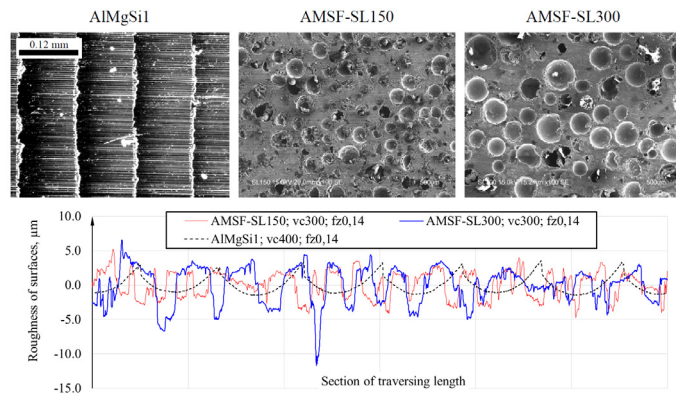 AlMgSi1
AMSF-SL150
AMSF-SL300
0.12 mm
500um
500um
AMSF-SL150; vc300; fz0,14
AMSF-SL300; vc300; fz0,14
AlMgSi1; vc400; fz0,14
Roughness of surfaces, µm
10.0
5.0
0.0
-5.0
-10.0
-15.0
Section of traversing length